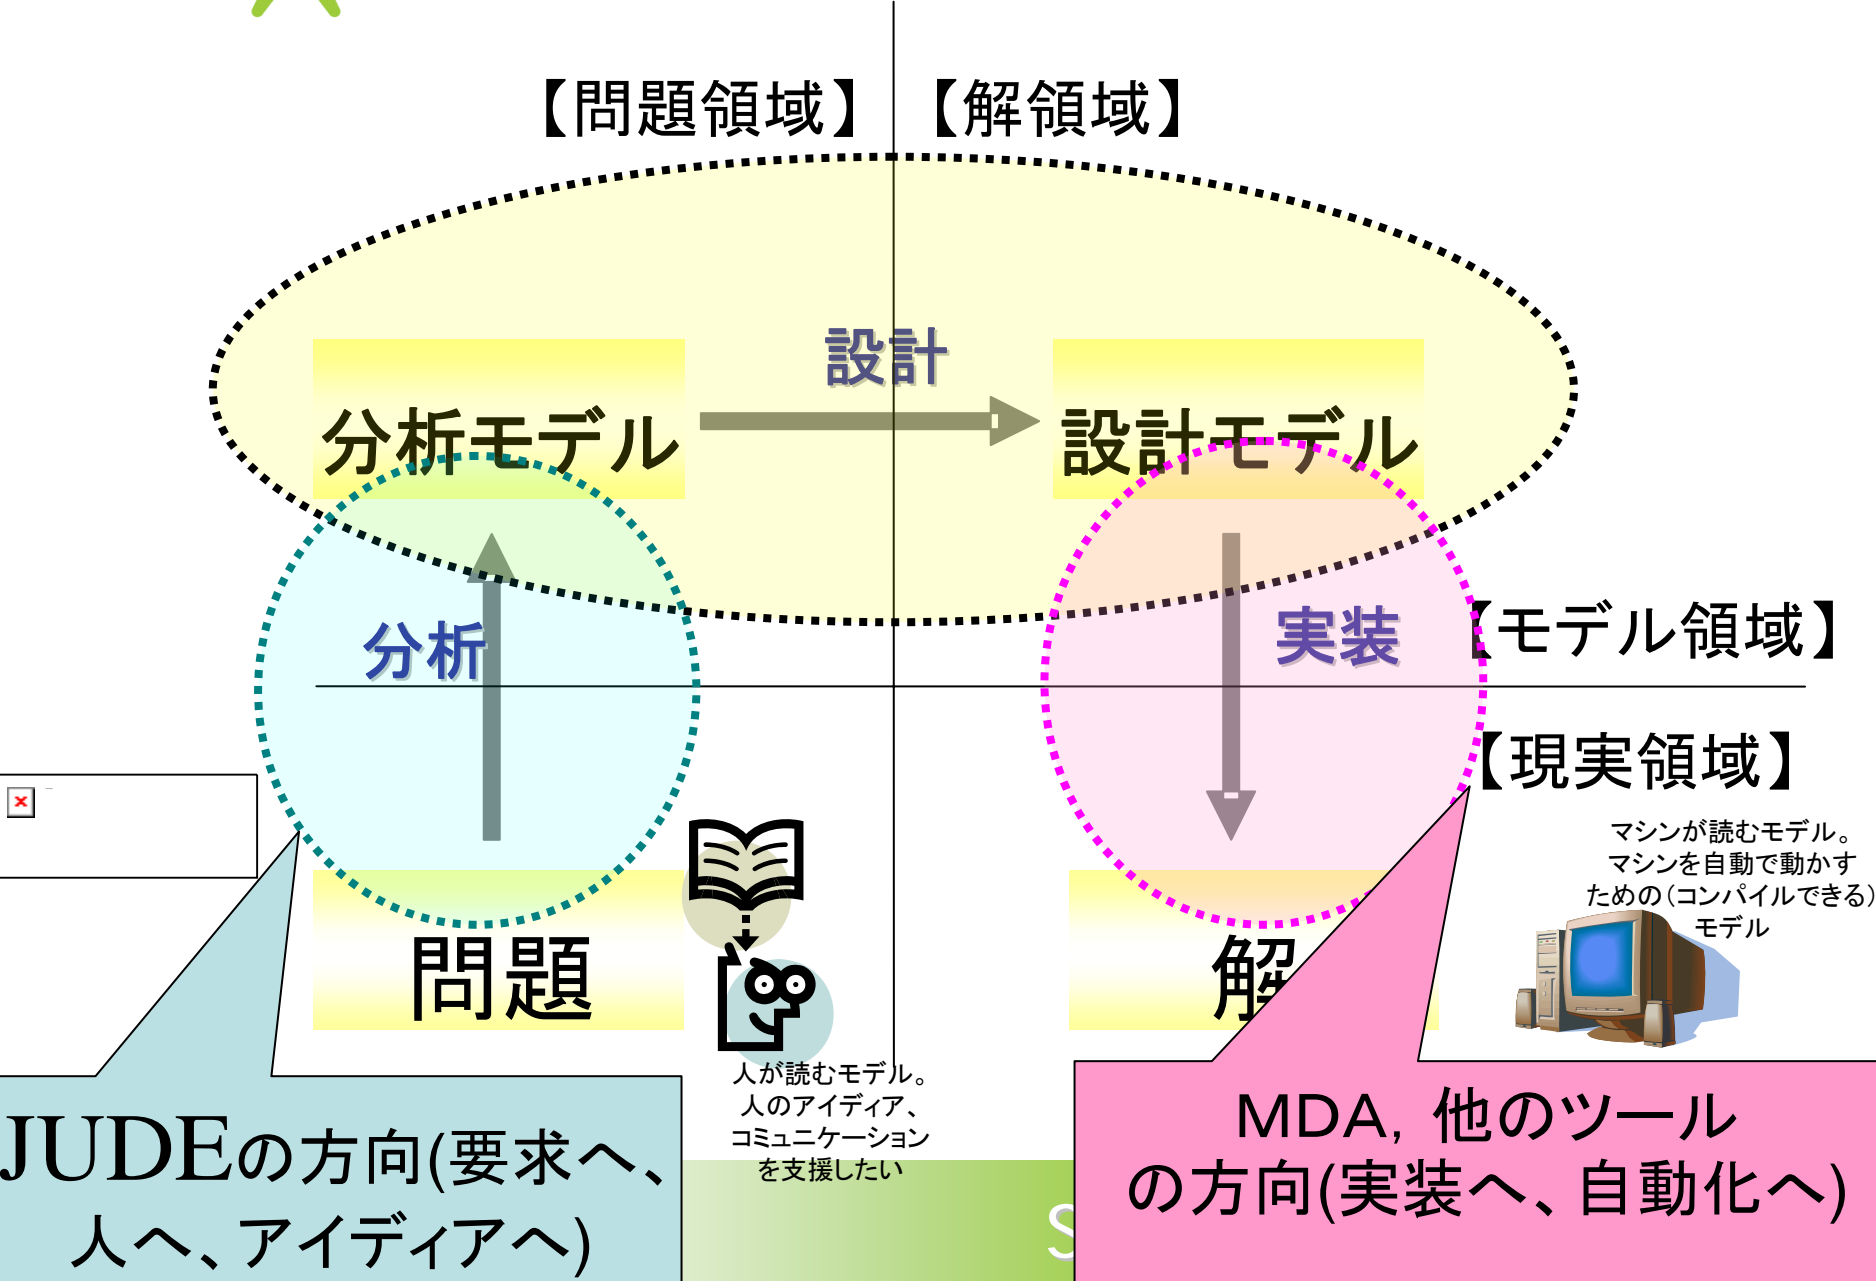 【問題領域】
【解領域】
設計
分析モデル
設計モデル
分析
実装
【モデル領域】
【現実領域】
マシンが読むモデル。
マシンを自動で動かす
ための(コンパイルできる)
モデル
問題
解
人が読むモデル。
人のアイディア、
コミュニケーション
を支援したい
JUDEの方向(要求へ、
人へ、アイディアへ)
MDA, 他のツール
の方向(実装へ、自動化へ)